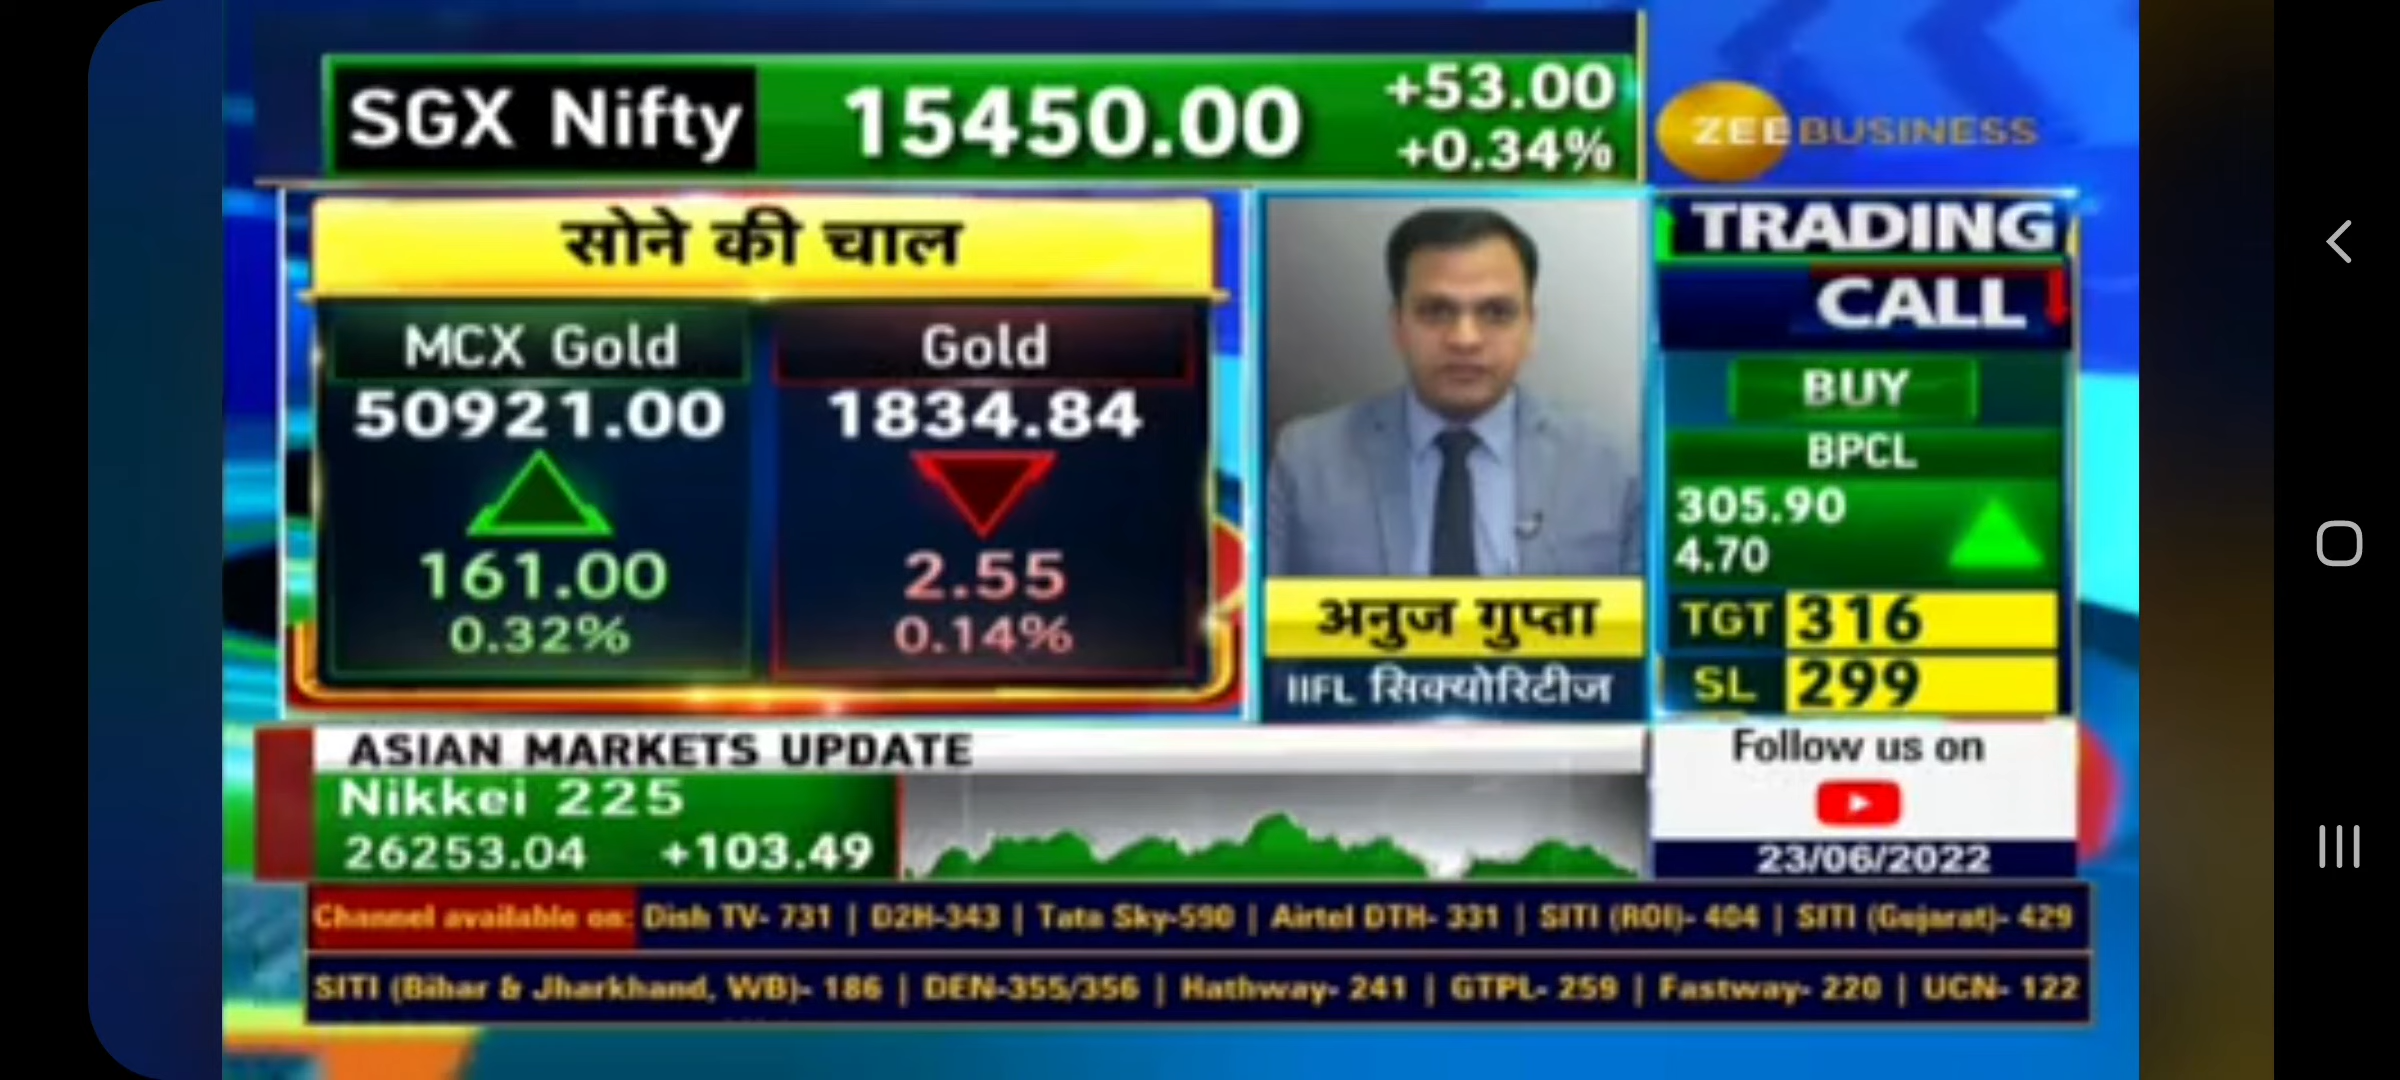 SGX Nifty 15450.00 +53.00
+0.34%
ZEE BUSINESS
सोने की चाल
MCX Gold
50921.00
161.00
0.32%
Gold
1834.84
2.55
0.14%
अनुज गुप्ता
IIFL सिक्योरिटीज
TRADING
CALL
BUY
BPCL
305.90
4.70
TGT 316
SL 299
ASIAN MARKETS UPDATE
Nikkei 225
26253.04 +103.49
Follow us on
23/06/2022
Channel available on: Dish TV- 731 | D2H-343 | Tata Sky-590 | Airtel DTH- 331 | SITI (ROI)- 404 | SITI (Gujarat)- 429
SITI (Bihar & Jharkhand, WB)- 186 | DEN-355/356 | Hathway- 241 | GTPL- 259 | Fastway- 220 | UCN- 122